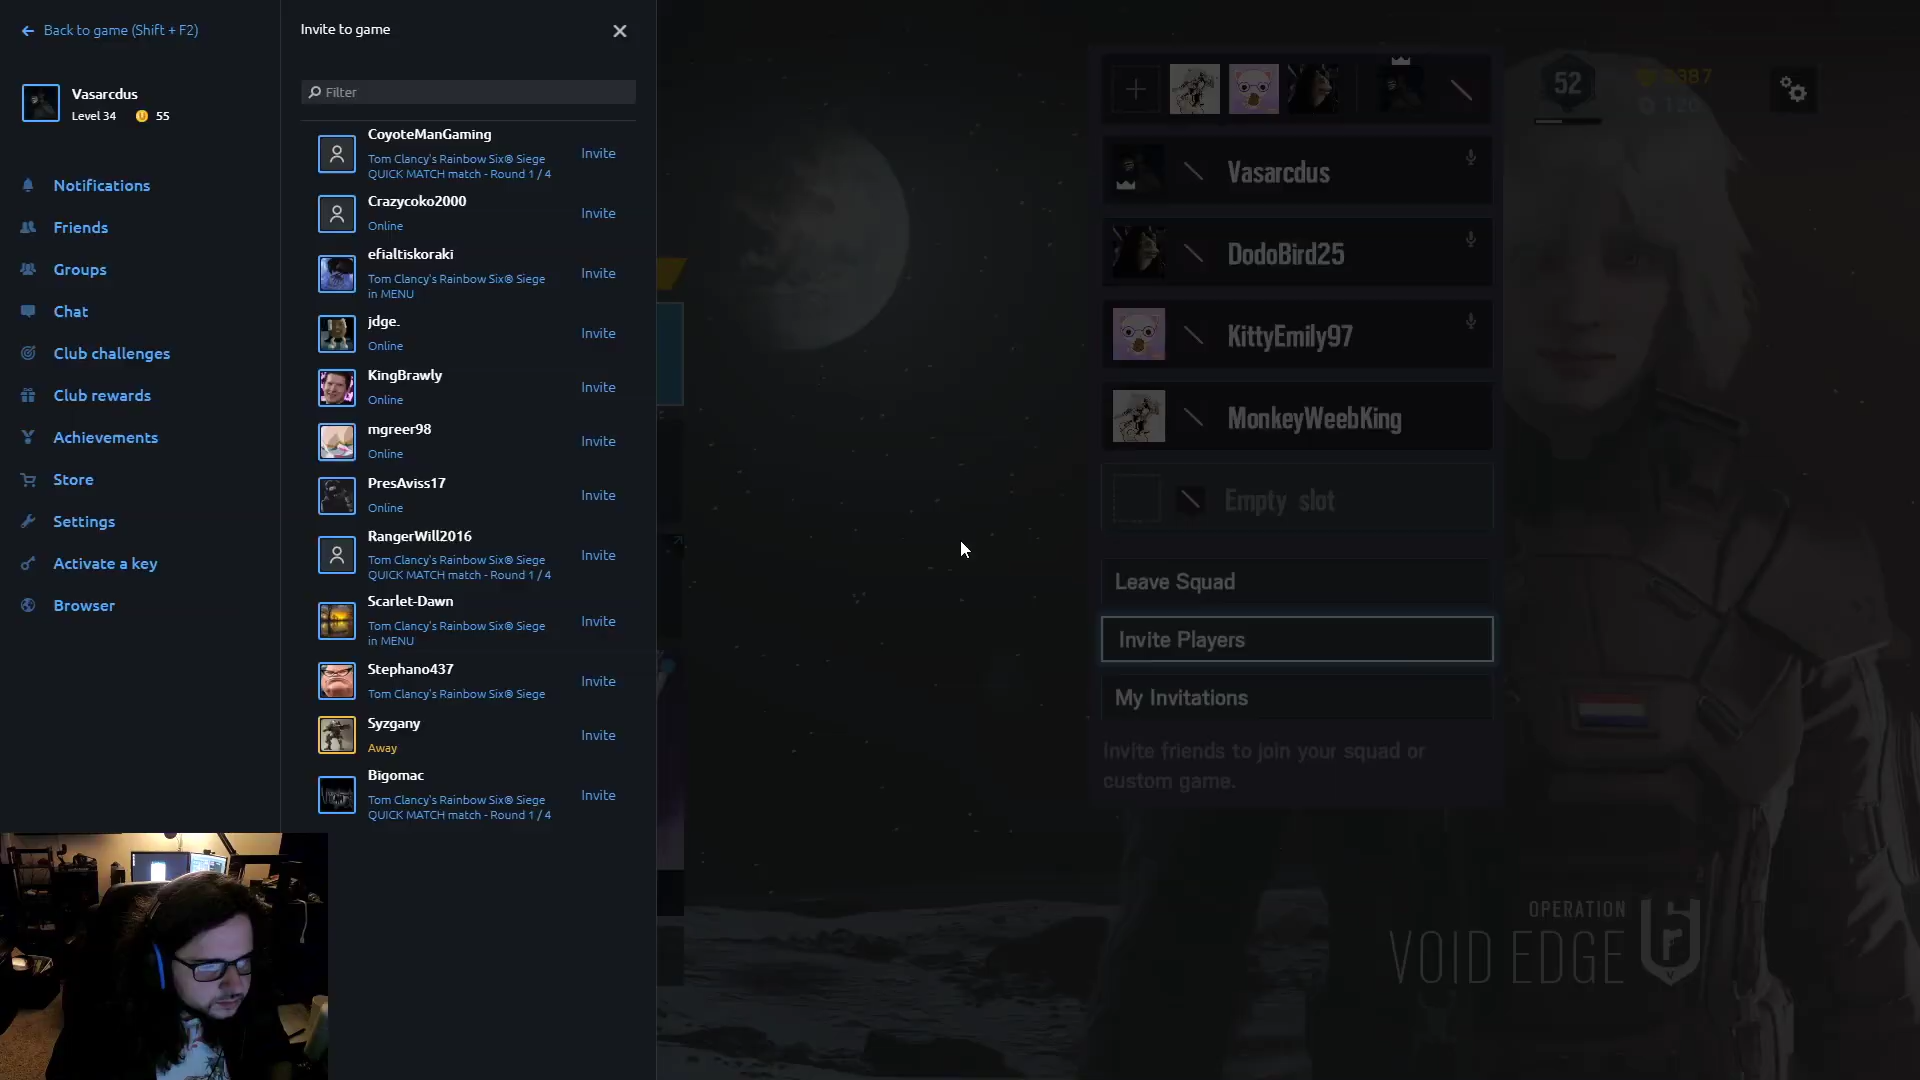 Back to game (Shift + F2)
Vasarcdus
Level 34 55
Notifications
Friends
Groups
Chat
Club challenges
Club rewards
Achievements
Store
Settings
Activate a key
Browser
Invite to game
Filter
CoyoteManGaming
Tom Clancy's Rainbow Six® Siege
QUICK MATCH match - Round 1 / 4
Invite
Crazycoko2000
Online
Invite
efialtiskoraki
Tom Clancy's Rainbow Six® Siege
in MENU
Invite
jdge.
Online
Invite
KingBrawly
Online
Invite
mgreer98
Online
Invite
PresAviss17
Online
Invite
RangerWill2016
Tom Clancy's Rainbow Six® Siege
QUICK MATCH match - Round 1 / 4
Invite
Scarlet-Dawn
Tom Clancy's Rainbow Six® Siege
in MENU
Invite
Stephano437
Tom Clancy's Rainbow Six® Siege
Invite
Syzgany
Away
Invite
Bigomac
Tom Clancy's Rainbow Six® Siege
QUICK MATCH match - Round 1 / 4
Invite
Vasarcdus
DodoBird25
KittyEmily97
MonkeyWeebKing
Empty slot
Leave Squad
Invite Players
My Invitations
Invite friends to join your squad or
custom game.
52
120
OPERATION
VOID EDGE